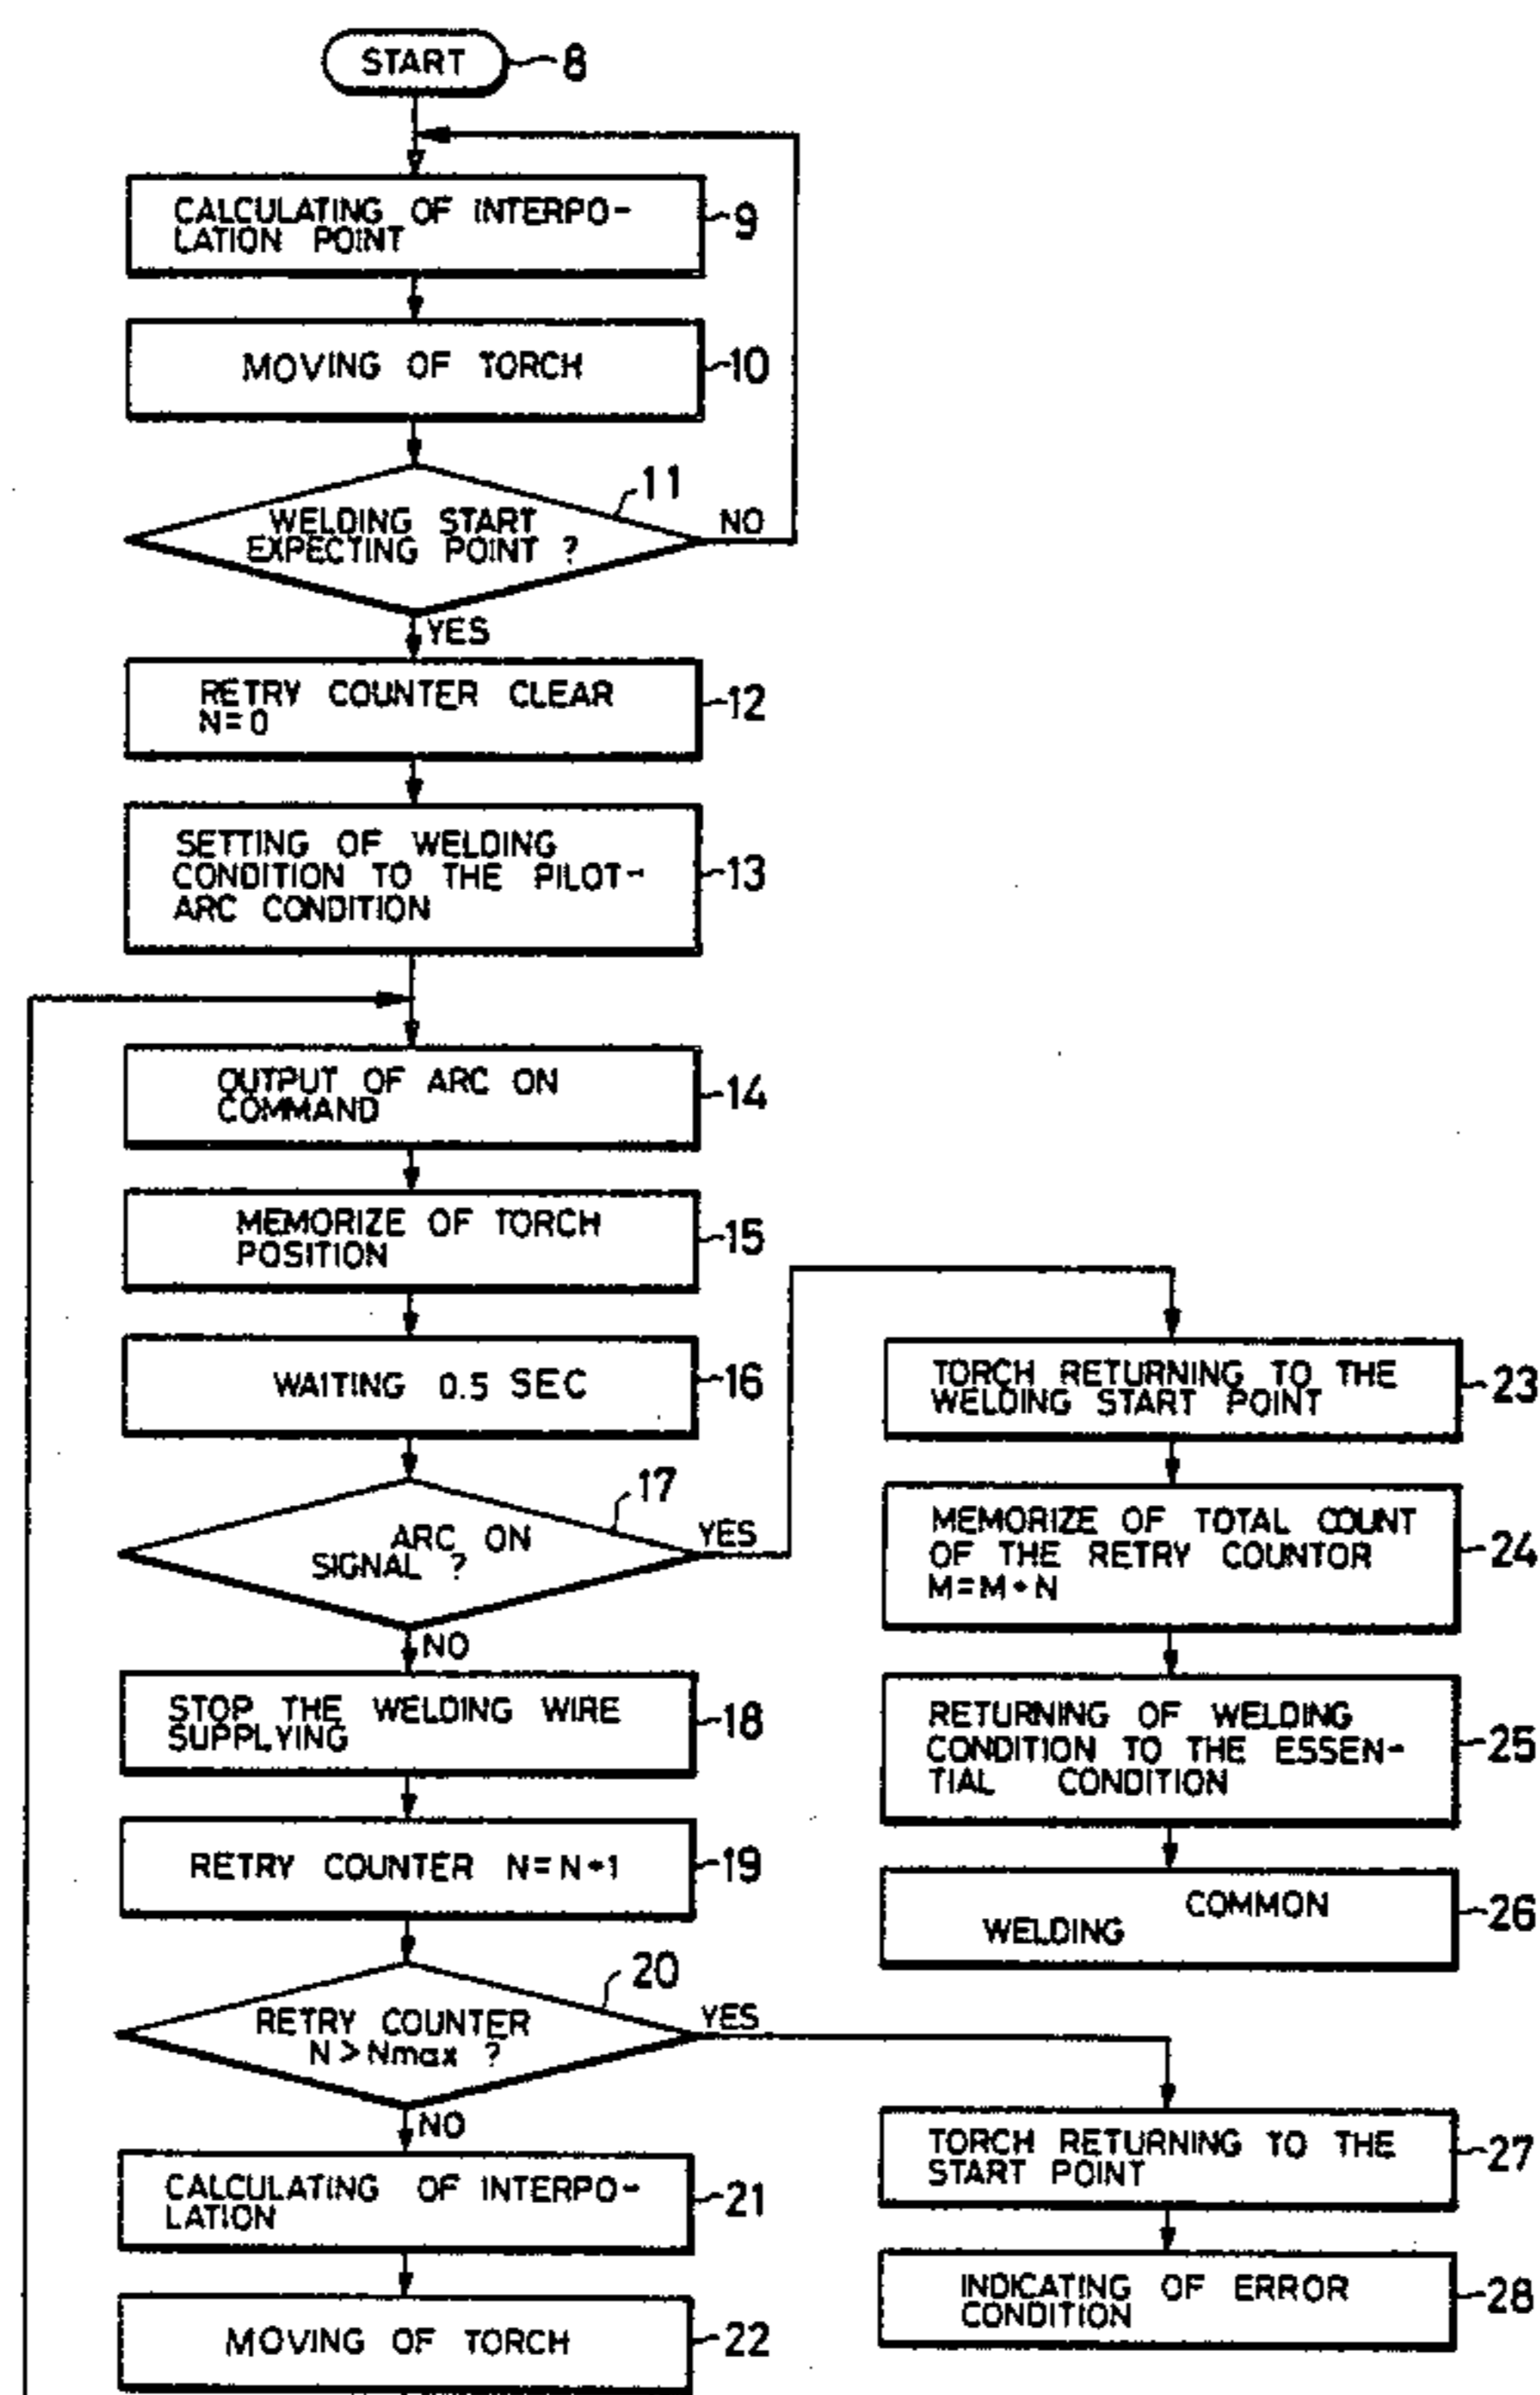 START
8
CALCULATING OF INTERPO-
LATION POINT
9
MOVING OF TORCH
10
11
WELDING START
EXPECTING POINT ?
NO
YES
RETRY COUNTER CLEAR
N=0
12
SETTING OF WELDING
CONDITION TO THE PILOT-
ARC CONDITION
13
OUTPUT OF ARC ON
COMMAND
14
MEMORIZE OF TORCH
POSITION
15
WAITING 0.5 SEC
16
17
ARC ON
SIGNAL ?
YES
NO
STOP THE WELDING WIRE
SUPPLYING
18
RETRY COUNTER N=N+1
19
20
RETRY COUNTER
N>Nmax ?
YES
NO
CALCULATING OF INTERPO-
LATION
21
MOVING OF TORCH
22
TORCH RETURNING TO THE
WELDING START POINT
23
MEMORIZE OF TOTAL COUNT
OF THE RETRY COUNTOR
M=M+N
24
RETURNING OF WELDING
CONDITION TO THE ESSEN-
TIAL CONDITION
25
COMMON
WELDING
26
TORCH RETURNING TO THE
START POINT
27
INDICATING OF ERROR
CONDITION
28